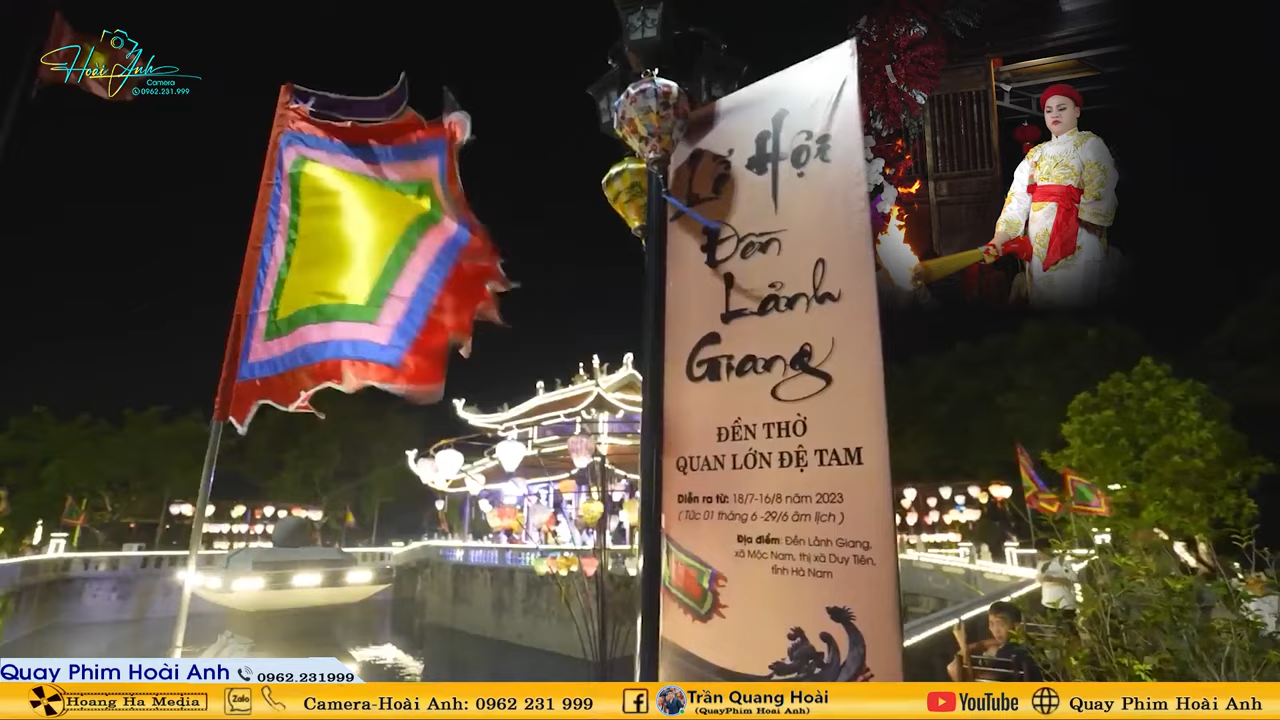 Hoài Anh
Camera
0962.231.999
Lễ Hội
Đền
Lảnh
Giang
ĐỀN THỜ
QUAN LỚN ĐỆ TAM
Diễn ra từ: 18/7-16/8 năm 2023
( Tức 01 tháng 6 -29/6 âm lịch )
Địa điểm: Đền Lảnh Giang,
xã Mộc Nam, thị xã Duy Tiên,
tỉnh Hà Nam
Quay Phim Hoài Anh 0962.231999
Hoang Ha Media Zalo Camera-Hoài Anh: 0962 231 999 Trần Quang Hoài YouTube Quay Phim Hoài Anh
(QuayPhim Hoai Anh)